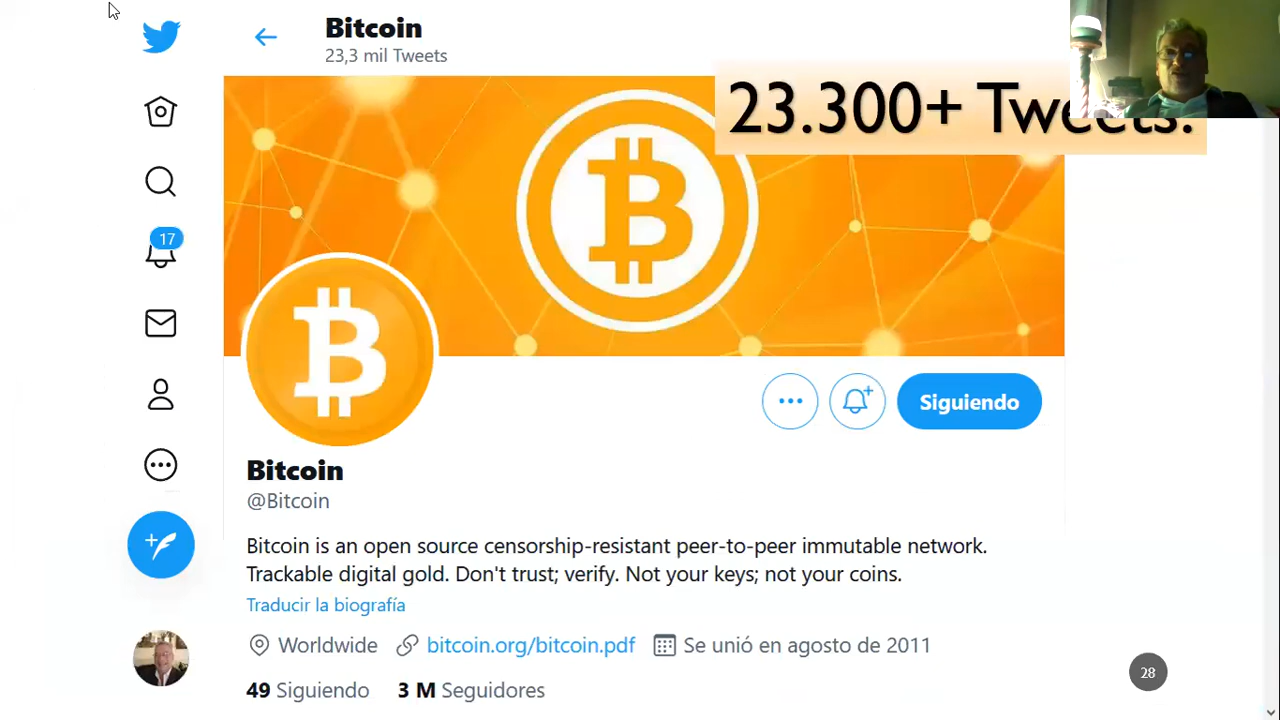 Bitcoin
23,3 mil Tweets
23.300+ Tweets.
17
Siguiendo
Bitcoin
@Bitcoin
Bitcoin is an open source censorship-resistant peer-to-peer immutable network.
Trackable digital gold. Don't trust; verify. Not your keys; not your coins.
Traducir la biografía
Worldwide bitcoin.org/bitcoin.pdf Se unió en agosto de 2011
49 Siguiendo 3 M Seguidores
28